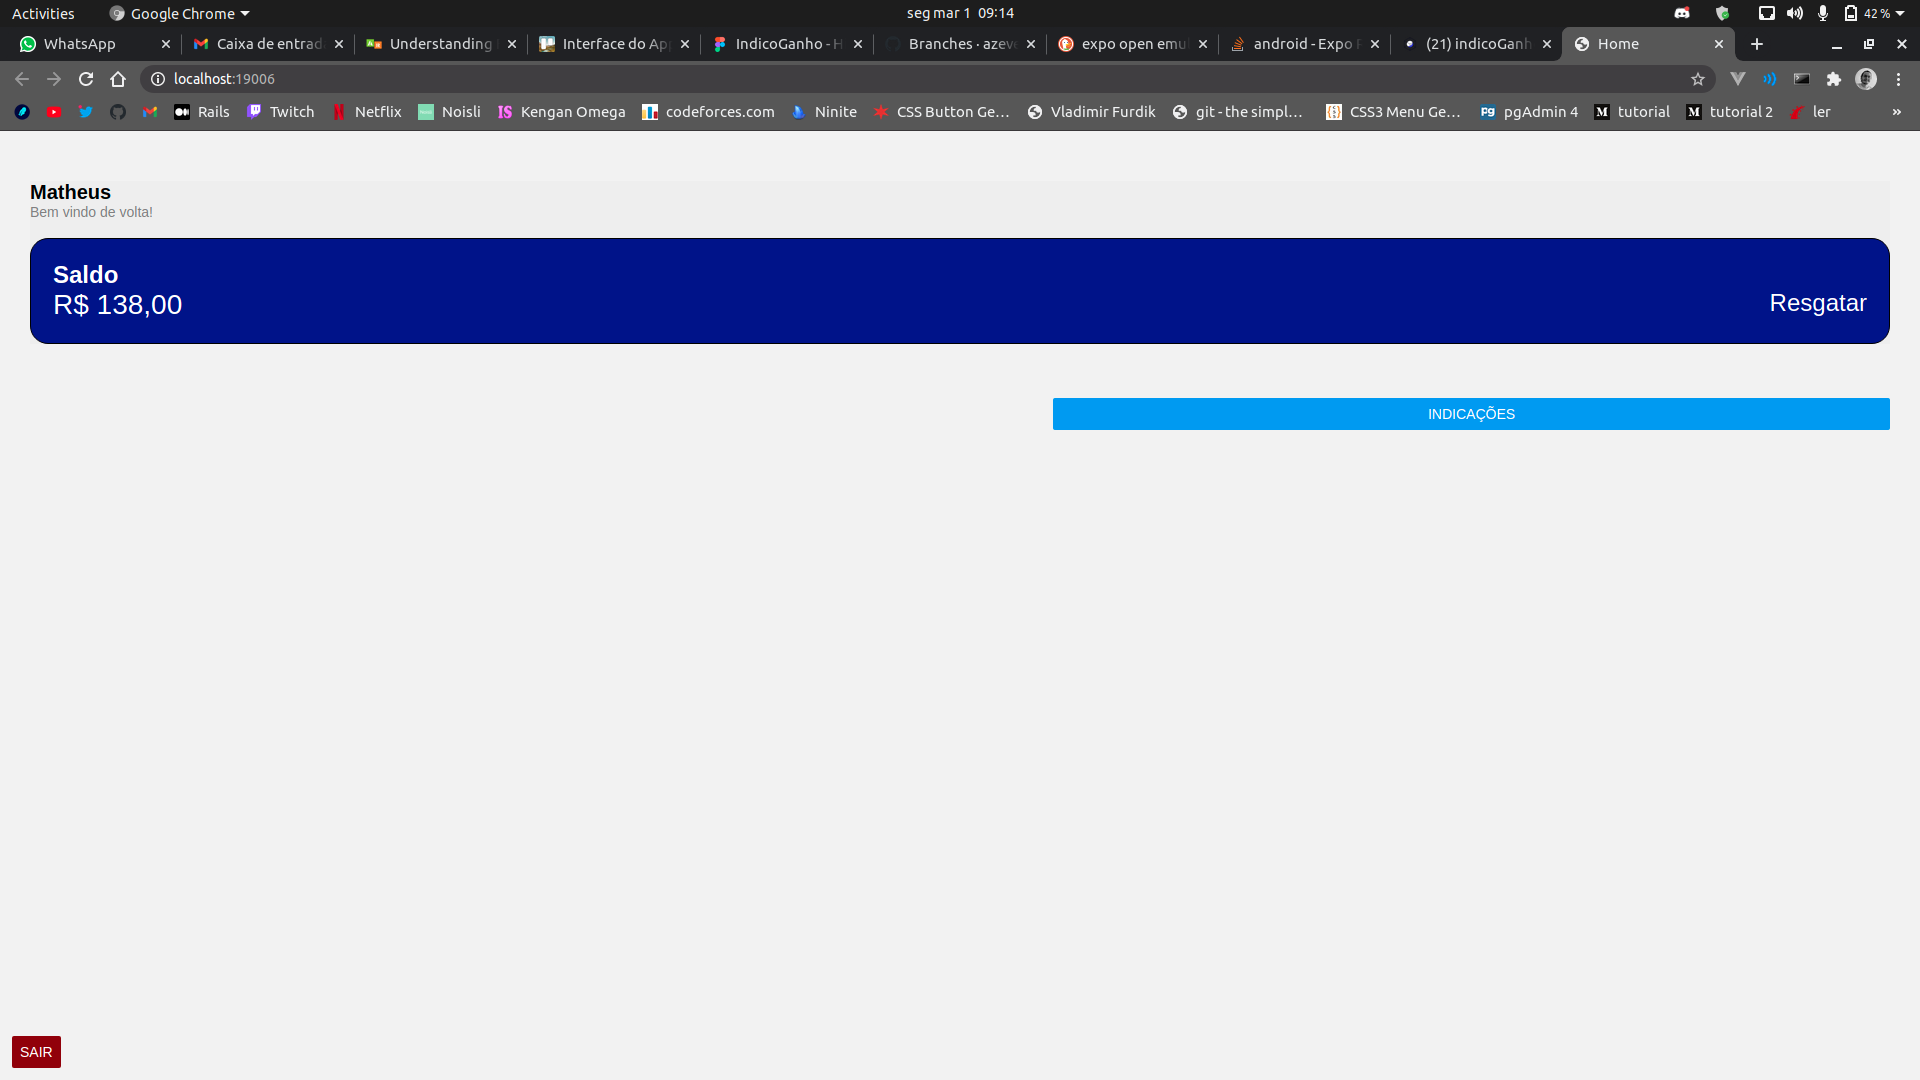 Activities Google Chrome seg mar 1 09:14 42 %
WhatsApp Caixa de entrad Understanding Interface do Ap IndicoGanho - H Branches · azeve expo open emu android - Expo (21) indicoGanh Home
localhost:19006
Rails Twitch Netflix Noisli Kengan Omega codeforces.com Ninite CSS Button Ge... Vladimir Furdik git - the simpl... CSS3 Menu Ge... pgAdmin 4 tutorial tutorial 2 ler »
Matheus
Bem vindo de volta!
Saldo
R$ 138,00
Resgatar
INDICAÇÕES
SAIR